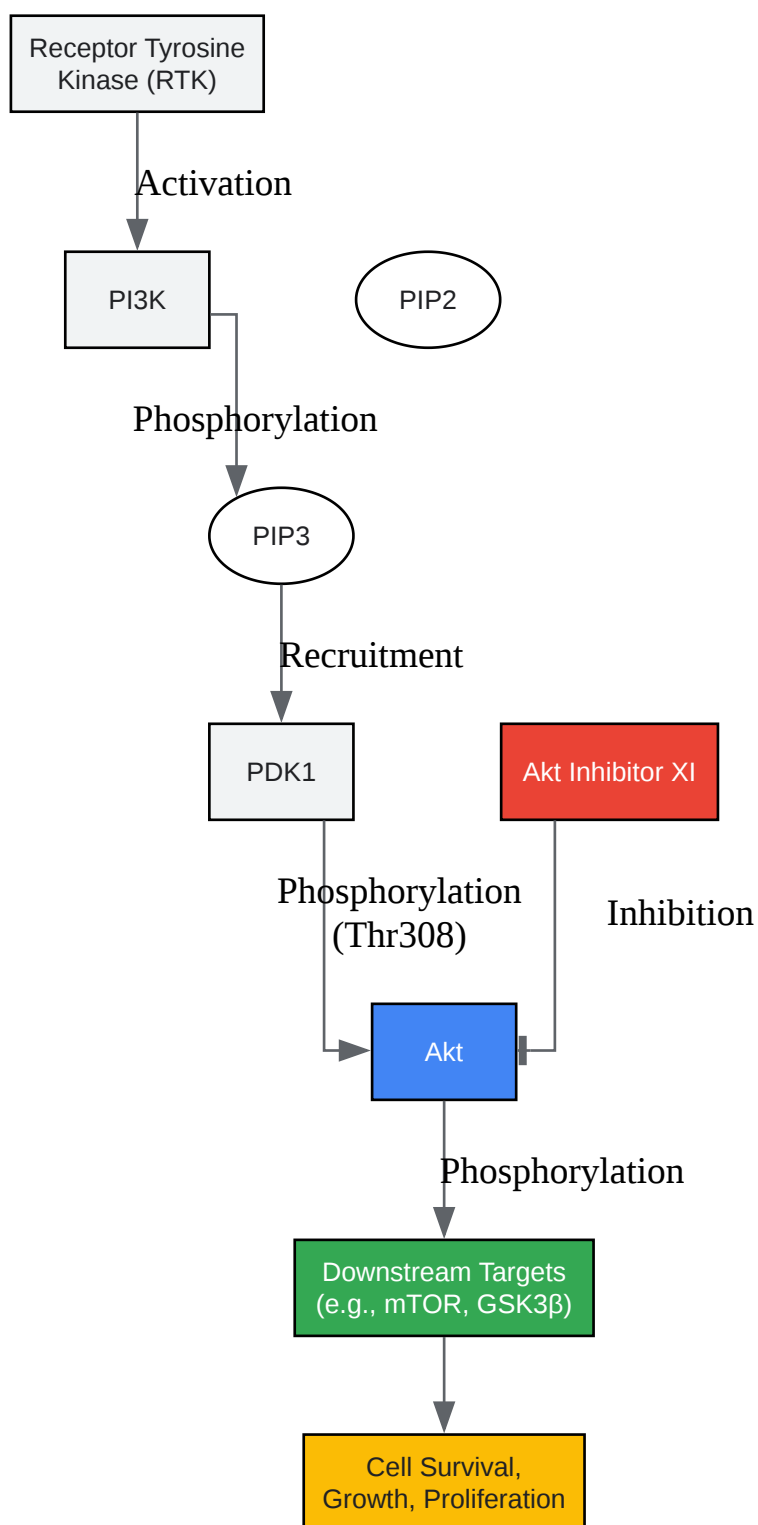 Receptor Tyrosine
Kinase (RTK)
Activation
PI3K
PIP2
Phosphorylation
PIP3
Recruitment
PDK1
Akt Inhibitor XI
Phosphorylation
(Thr308)
Inhibition
Akt
Phosphorylation
Downstream Targets
(e.g., mTOR, GSK3β)
Cell Survival,
Growth, Proliferation